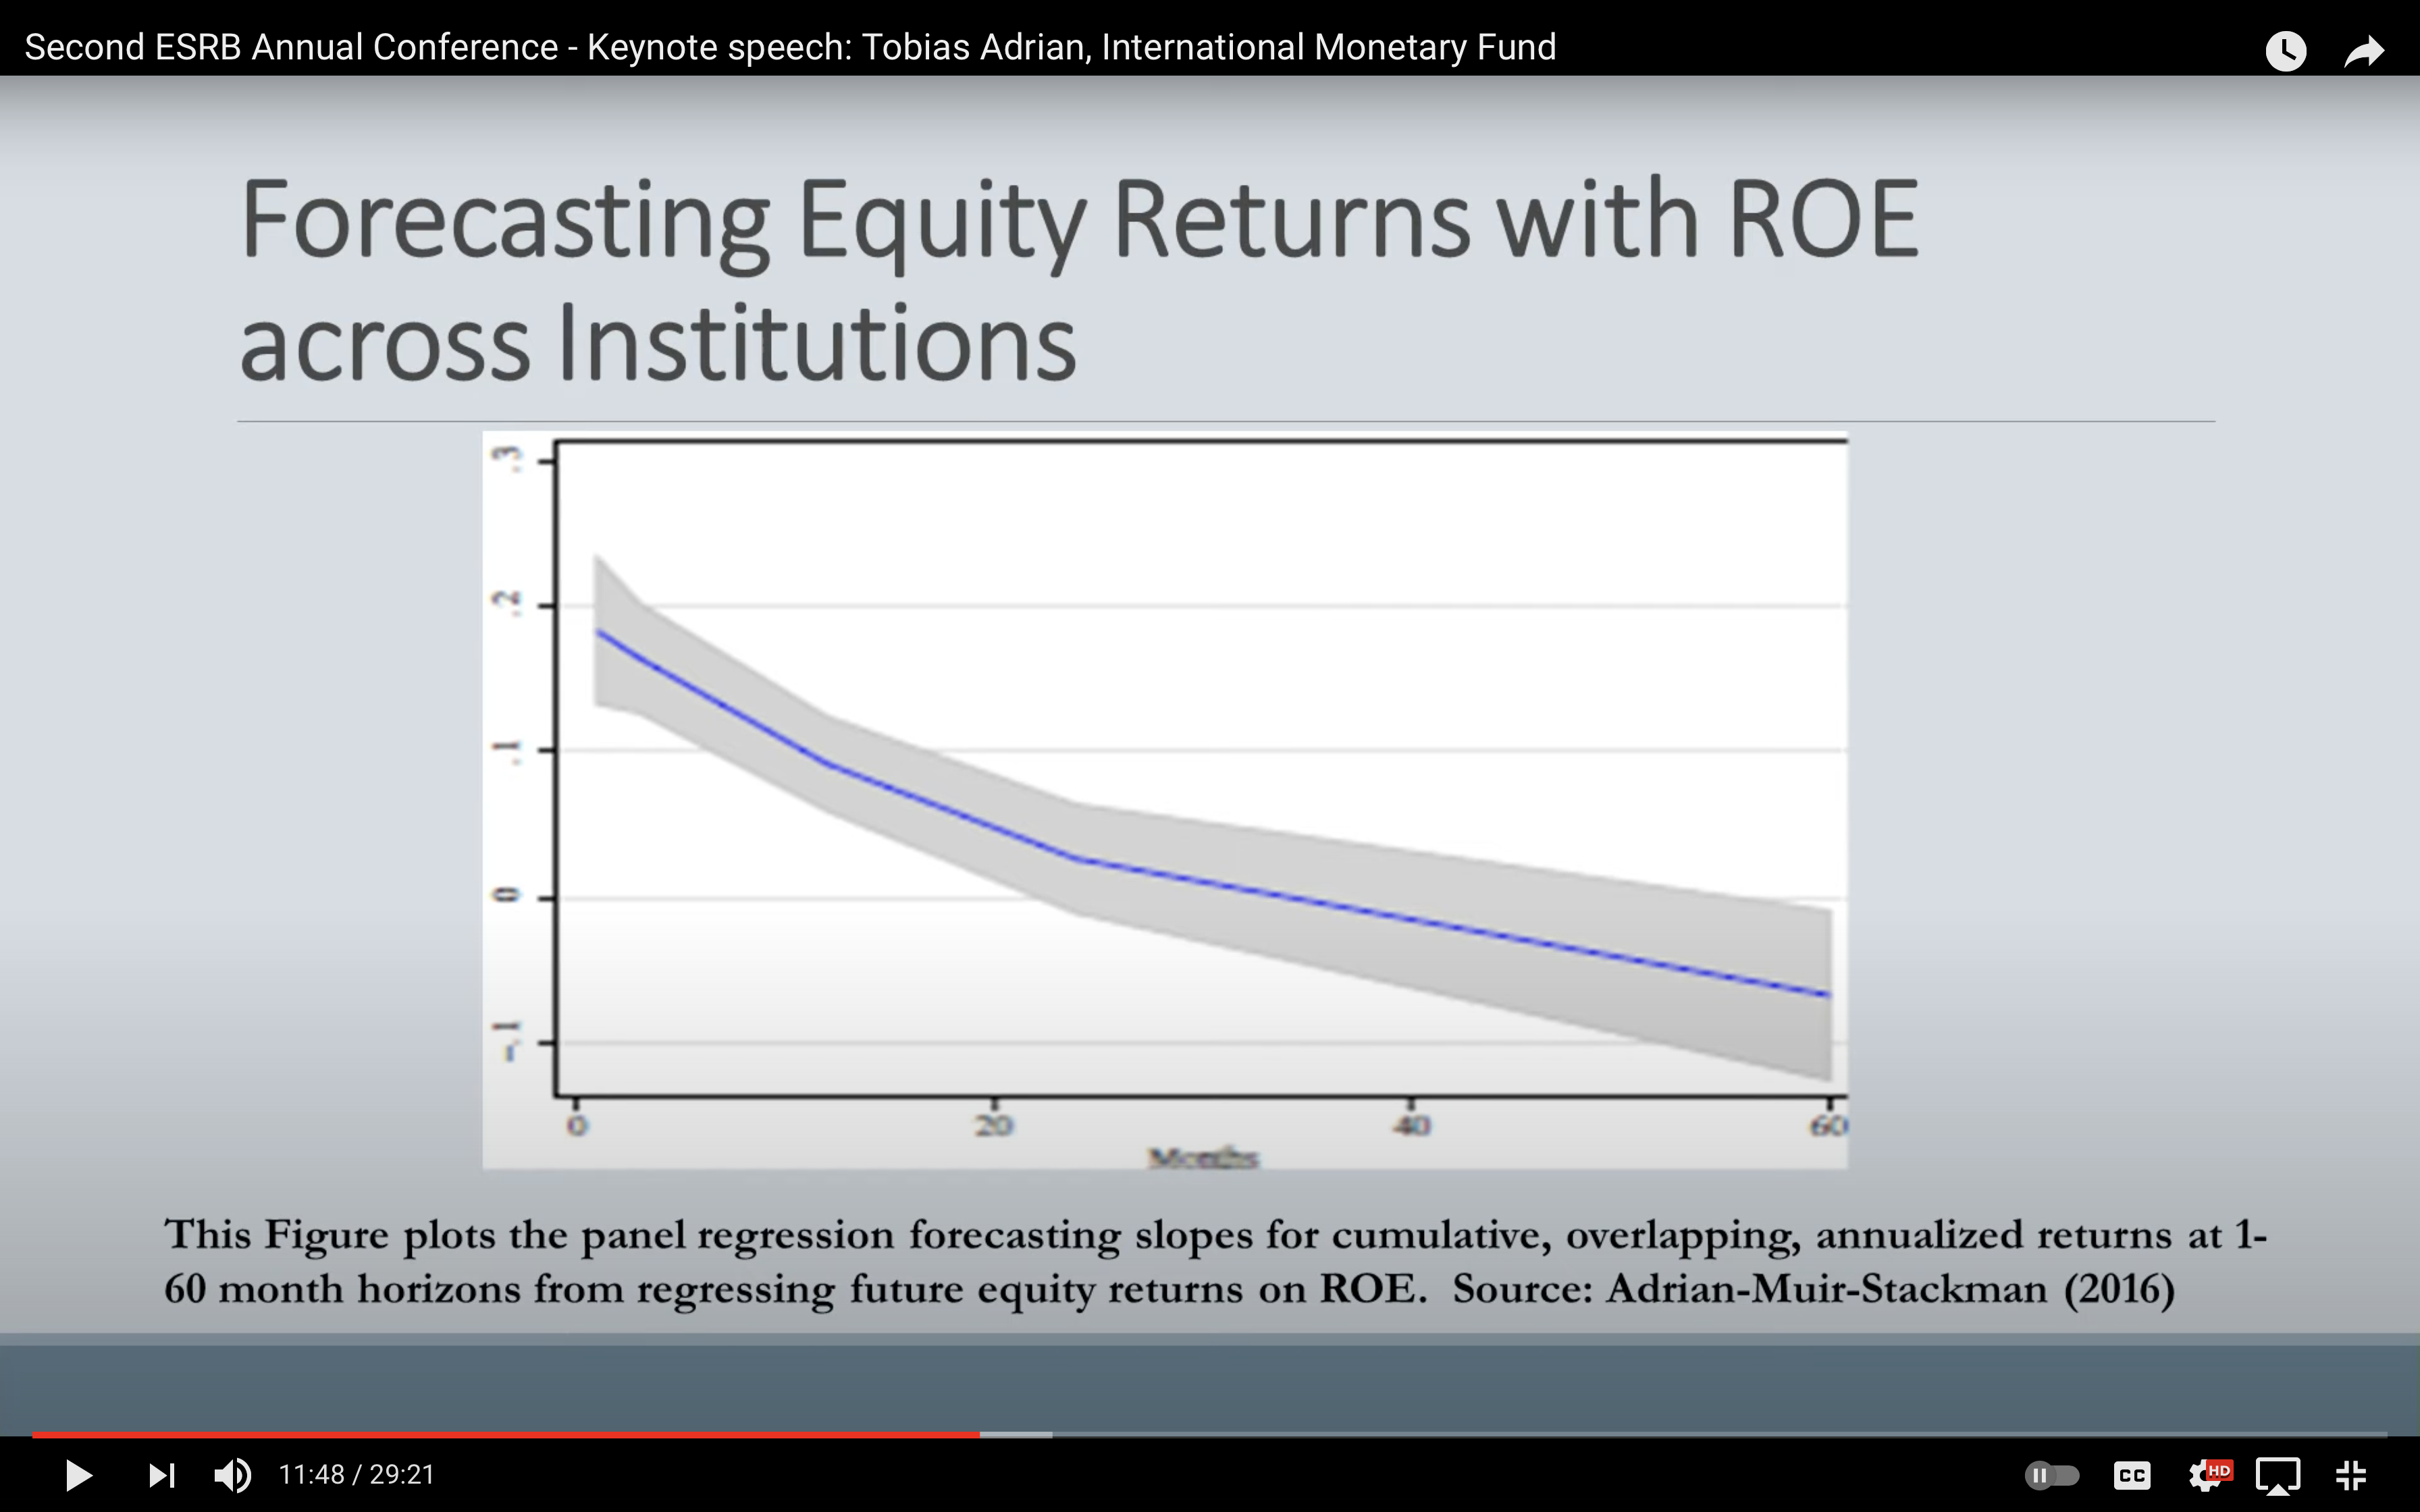 Second ESRB Annual Conference - Keynote speech: Tobias Adrian, International Monetary Fund
Forecasting Equity Returns with ROE
across Institutions
.3
.2
.1
0
-.1
0
20
40
60
Months
This Figure plots the panel regression forecasting slopes for cumulative, overlapping, annualized returns at 1-
60 month horizons from regressing future equity returns on ROE. Source: Adrian-Muir-Stackman (2016)
11:48 / 29:21
CC
HD